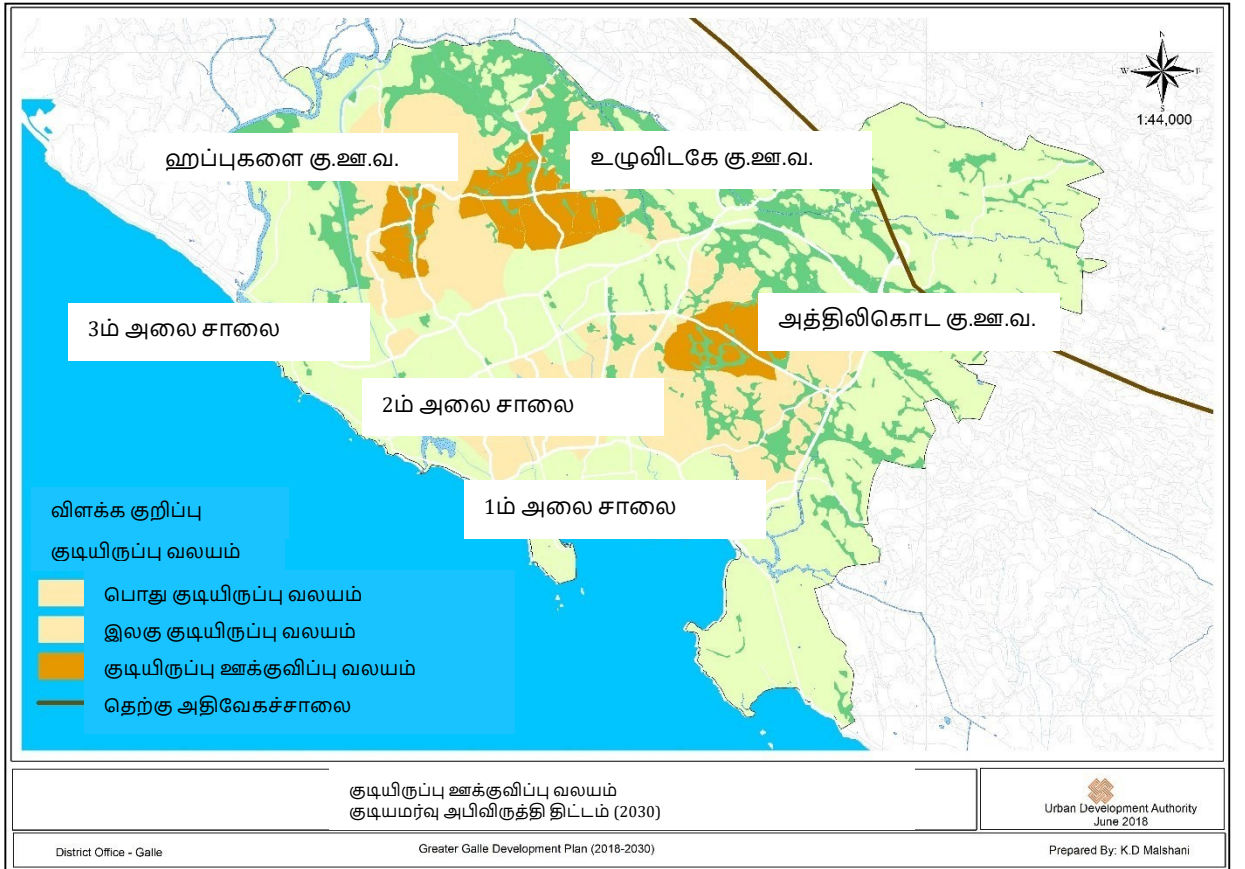 N
W E
S
1:44,000
ஹப்புகளை கு.ஊ.வ.
உழுவிடகே கு.ஊ.வ.
3ம் அலை சாலை
அத்திலிகொட கு.ஊ.வ.
2ம் அலை சாலை
1ம் அலை சாலை
விளக்க குறிப்பு
குடியிருப்பு வலயம்
பொது குடியிருப்பு வலயம்
இலகு குடியிருப்பு வலயம்
குடியிருப்பு ஊக்குவிப்பு வலயம்
தெற்கு அதிவேகச்சாலை
குடியிருப்பு ஊக்குவிப்பு வலயம்
குடியமர்வு அபிவிருத்தி திட்டம் (2030)
Urban Development Authority
June 2018
District Office - Galle
Greater Galle Development Plan (2018-2030)
Prepared By: K.D Malshani